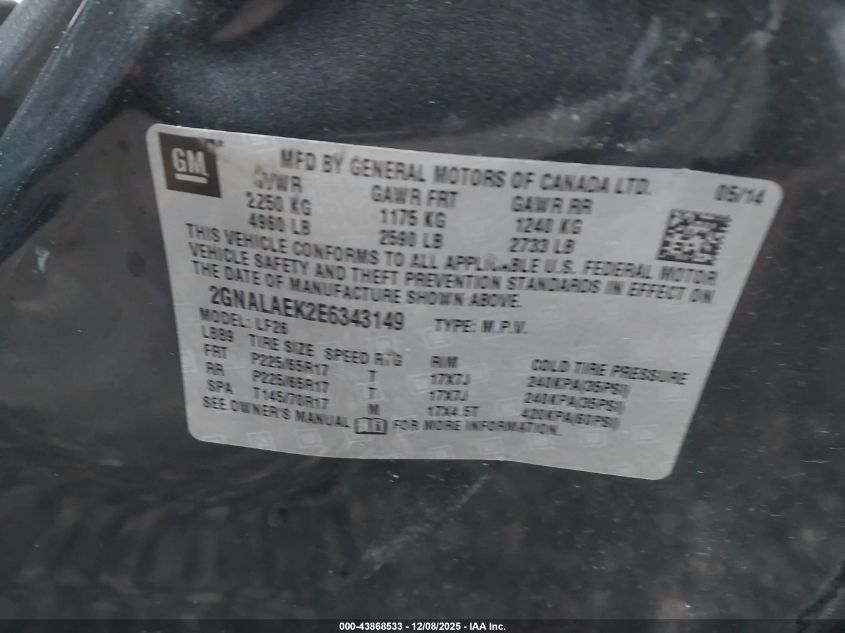 GM
MFD BY GENERAL MOTORS OF CANADA LTD. 05/14
GVWR GAWR FRT GAWR RR
2250 KG 1175 KG 1240 KG
4960 LB 2590 LB 2733 LB
THIS VEHICLE CONFORMS TO ALL APPLICABLE U.S. FEDERAL MOTOR
VEHICLE SAFETY AND THEFT PREVENTION STANDARDS IN EFFECT ON
THE DATE OF MANUFACTURE SHOWN ABOVE.
2GNALAEK2E6343149 TYPE: M.P.V.
MODEL: LF26
LBB9 TIRE SIZE SPEED RTG RIM COLD TIRE PRESSURE
FRT P225/65R17 T 17X7J 240KPA(35PSI)
RR P225/65R17 T 17X7J 240KPA(35PSI)
SPA T145/70R17 M 17X4.5T 420KPA(60PSI)
SEE OWNER'S MANUAL FOR MORE INFORMATION.
000-43868533 - 12/08/2025 - IAA Inc.